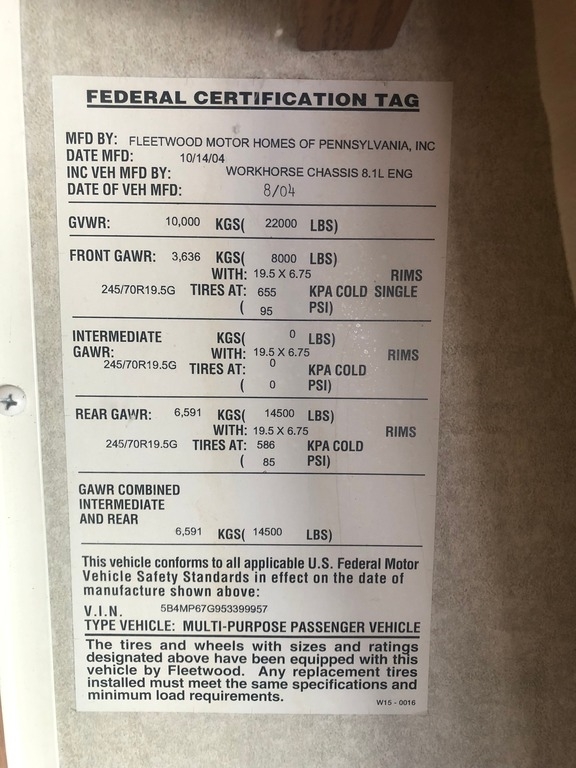 FEDERAL CERTIFICATION TAG
MFD BY: FLEETWOOD MOTOR HOMES OF PENNSYLVANIA, INC
DATE MFD: 10/14/04
INC VEH MFD BY: WORKHORSE CHASSIS 8.1L ENG
DATE OF VEH MFD: 8/04
GVWR: 10,000 KGS( 22000 LBS)
FRONT GAWR: 3,636 KGS( 8000 LBS)
WITH: 19.5 X 6.75 RIMS
245/70R19.5G TIRES AT: 655 KPA COLD SINGLE
( 95 PSI)
INTERMEDIATE KGS( 0 LBS)
GAWR: WITH: 19.5 X 6.75 RIMS
245/70R19.5G TIRES AT: 0 KPA COLD
( 0 PSI)
REAR GAWR: 6,591 KGS( 14500 LBS)
WITH: 19.5 X 6.75 RIMS
245/70R19.5G TIRES AT: 586 KPA COLD
( 85 PSI)
GAWR COMBINED
INTERMEDIATE
AND REAR
6,591 KGS( 14500 LBS)
This vehicle conforms to all applicable U.S. Federal Motor
Vehicle Safety Standards in effect on the date of
manufacture shown above:
V.I.N. 5B4MP67G953399957
TYPE VEHICLE: MULTI-PURPOSE PASSENGER VEHICLE
The tires and wheels with sizes and ratings
designated above have been equipped with this
vehicle by Fleetwood. Any replacement tires
installed must meet the same specifications and
minimum load requirements.
W15 - 0016